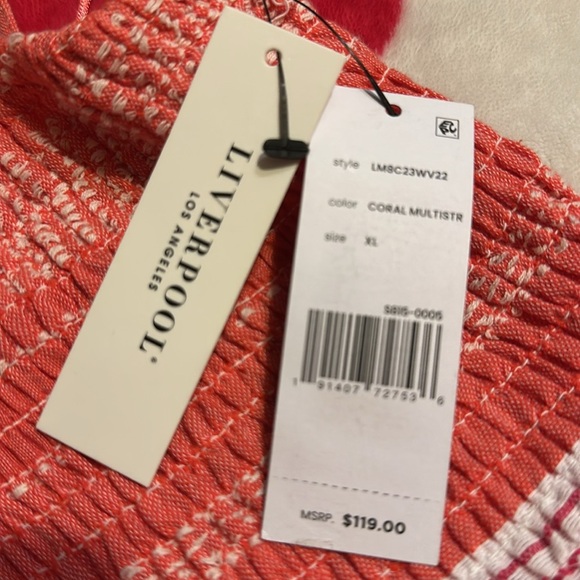 LIVERPOOL®
LOS ANGELES
style LM8C23WV22
color CORAL MULTISTR
size XL
S815-0005
1 91407 72753 6
MSRP. $119.00